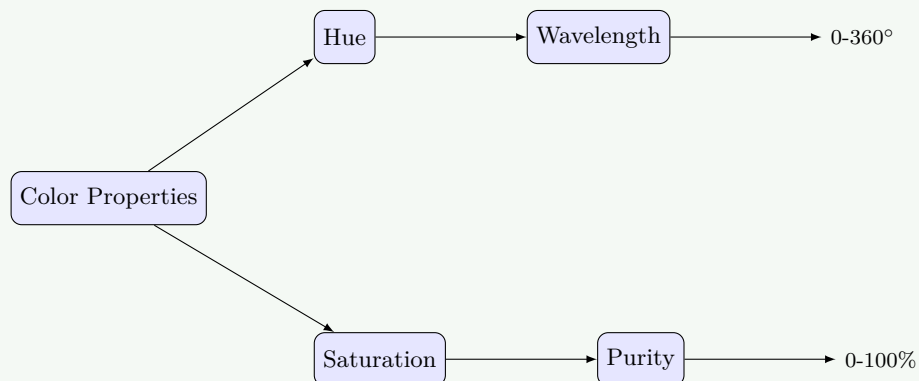 Hue
Wavelength
0-360°
Color Properties
Saturation
Purity
0-100%